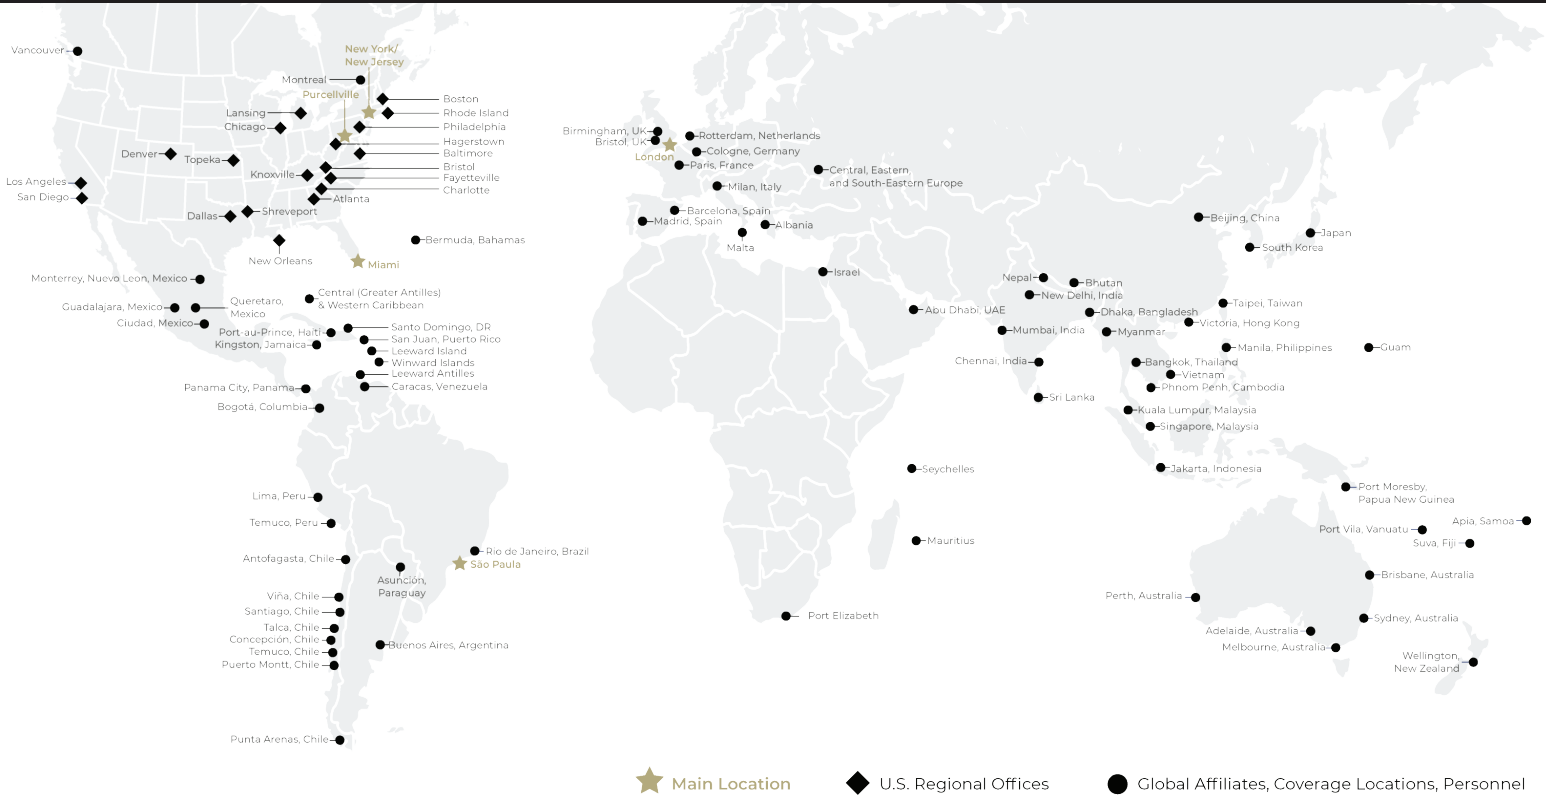 Vancouver
New York/
New Jersey
Montreal
Purcellville
Boston
Lansing
Rhode Island
Chicago
Philadelphia
Hagerstown
Denver
Topeka
Baltimore
Bristol
Knoxville
Fayetteville
Los Angeles
Charlotte
San Diego
Atlanta
Dallas
Shreveport
Bermuda, Bahamas
New Orleans
Miami
Monterrey, Nuevo Leon, Mexico
Central (Greater Antilles)
& Western Caribbean
Guadalajara, Mexico
Queretaro,
Mexico
Ciudad, Mexico
Port-au-Prince, Haiti
Santo Domingo, DR
San Juan, Puerto Rico
Kingston, Jamaica
Leeward Island
Winward Islands
Leeward Antilles
Panama City, Panama
Caracas, Venezuela
Bogotá, Columbia
Lima, Peru
Temuco, Peru
Antofagasta, Chile
Rio de Janeiro, Brazil
São Paula
Asunción,
Paraguay
Viña, Chile
Santiago, Chile
Talca, Chile
Concepción, Chile
Buenos Aires, Argentina
Temuco, Chile
Puerto Montt, Chile
Punta Arenas, Chile
Birmingham, UK
Bristol, UK
London
Rotterdam, Netherlands
Cologne, Germany
Paris, France
Central, Eastern,
and South-Eastern Europe
Milan, Italy
Barcelona, Spain
Madrid, Spain
Albania
Malta
Israel
Abu Dhabi, UAE
Seychelles
Mauritius
Port Elizabeth
Beijing, China
Japan
South Korea
Nepal
Bhutan
New Delhi, India
Taipei, Taiwan
Dhaka, Bangladesh
Victoria, Hong Kong
Mumbai, India
Myanmar
Manila, Philippines
Guam
Chennai, India
Bangkok, Thailand
Vietnam
Phnom Penh, Cambodia
Sri Lanka
Kuala Lumpur, Malaysia
Singapore, Malaysia
Jakarta, Indonesia
Port Moresby,
Papua New Guinea
Apia, Samoa
Port Vila, Vanuatu
Suva, Fiji
Brisbane, Australia
Perth, Australia
Sydney, Australia
Adelaide, Australia
Melbourne, Australia
Wellington,
New Zealand
Main Location
U.S. Regional Offices
Global Affiliates, Coverage Locations, Personnel